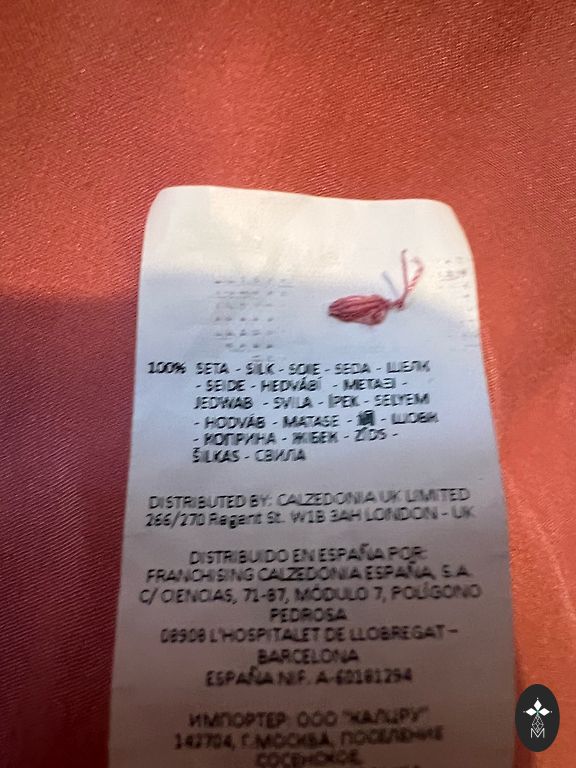 100% SETA - SILK - SOIE - SEDA - ШЕЛК
- SEIDE - HEDVÁBÍ - ΜΕΤΑΞΙ -
JEDWAB - SVILA - İPEK - SELYEM
- HODVÁB - MATASE - - ШОВК
- КОПРИНА - ЖІБЕК - ZĪDS -
ŠILKAS - СВИЛА
DISTRIBUTED BY: CALZEDONIA UK LIMITED
266/270 Regent St. W1B 3AH LONDON - UK
DISTRIBUIDO EN ESPAÑA POR:
FRANCHISING CALZEDONIA ESPAÑA, S.A.
C/ CIENCIAS, 71-87, MÓDULO 7, POLÍGONO
PEDROSA
08908 L'HOSPITALET DE LLOBREGAT –
BARCELONA
ESPAÑA NIF. A-60181294
ИМПОРТЕР: ООО "КАЛЦРУ"
142704, Г.МОСКВА, ПОСЕЛЕНИЕ
СОСЕНСКОЕ,